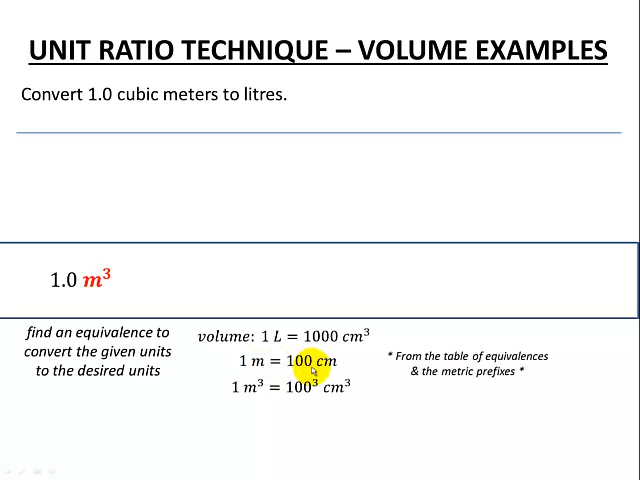 UNIT RATIO TECHNIQUE – VOLUME EXAMPLES
Convert 1.0 cubic meters to litres.
1.0 m³
find an equivalence to
convert the given units
to the desired units
volume: 1 L = 1000 cm³
1 m = 100 cm
1 m³ = 100³ cm³
* From the table of equivalences
& the metric prefixes *